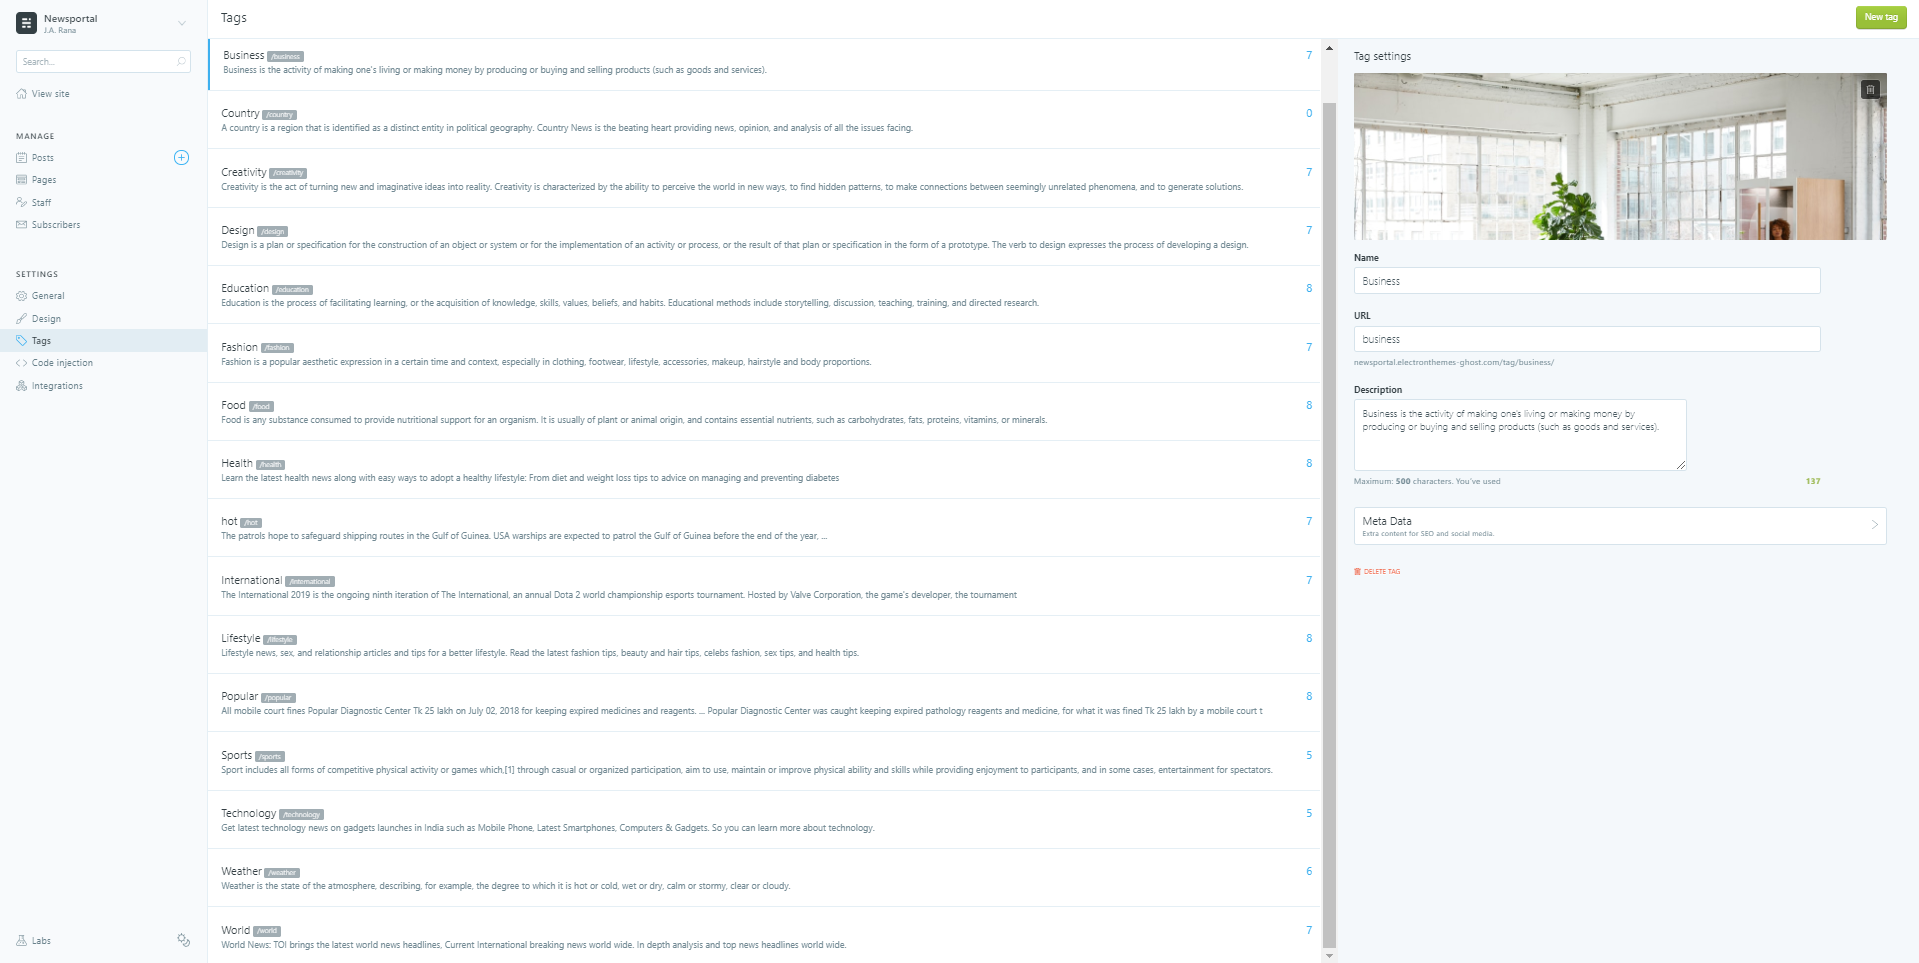 Newsportal
J.A. Rana
Search...
View site
MANAGE
Posts
Pages
Staff
Subscribers
SETTINGS
General
Design
Tags
Code injection
Integrations
Labs
Tags
New tag
Business /business 7
Business is the activity of making one's living or making money by producing or buying and selling products (such as goods and services).
Country /country 0
A country is a region that is identified as a distinct entity in political geography. Country News is the beating heart providing news, opinion, and analysis of all the issues facing.
Creativity /creativity 7
Creativity is the act of turning new and imaginative ideas into reality. Creativity is characterized by the ability to perceive the world in new ways, to find hidden patterns, to make connections between seemingly unrelated phenomena, and to generate solutions.
Design /design 7
Design is a plan or specification for the construction of an object or system or for the implementation of an activity or process, or the result of that plan or specification in the form of a prototype. The verb to design expresses the process of developing a design.
Education /education 8
Education is the process of facilitating learning, or the acquisition of knowledge, skills, values, beliefs, and habits. Educational methods include storytelling, discussion, teaching, training, and directed research.
Fashion /fashion 7
Fashion is a popular aesthetic expression in a certain time and context, especially in clothing, footwear, lifestyle, accessories, makeup, hairstyle and body proportions.
Food /food 8
Food is any substance consumed to provide nutritional support for an organism. It is usually of plant or animal origin, and contains essential nutrients, such as carbohydrates, fats, proteins, vitamins, or minerals.
Health /health 8
Learn the latest health news along with easy ways to adopt a healthy lifestyle: From diet and weight loss tips to advice on managing and preventing diabetes
hot /hot 7
The patrols hope to safeguard shipping routes in the Gulf of Guinea. USA warships are expected to patrol the Gulf of Guinea before the end of the year, ...
International /international 7
The International 2019 is the ongoing ninth iteration of The International, an annual Dota 2 world championship esports tournament. Hosted by Valve Corporation, the game's developer, the tournament
Lifestyle /lifestyle 8
Lifestyle news, sex, and relationship articles and tips for a better lifestyle. Read the latest fashion tips, beauty and hair tips, celebs fashion, sex tips, and health tips.
Popular /popular 8
All mobile court fines Popular Diagnostic Center Tk 25 lakh on July 02, 2018 for keeping expired medicines and reagents. ... Popular Diagnostic Center was caught keeping expired pathology reagents and medicine, for what it was fined Tk 25 lakh by a mobile court t
Sports /sports 5
Sport includes all forms of competitive physical activity or games which,[1] through casual or organized participation, aim to use, maintain or improve physical ability and skills while providing enjoyment to participants, and in some cases, entertainment for spectators.
Technology /technology 5
Get latest technology news on gadgets launches in India such as Mobile Phone, Latest Smartphones, Computers & Gadgets. So you can learn more about technology.
Weather /weather 6
Weather is the state of the atmosphere, describing, for example, the degree to which it is hot or cold, wet or dry, calm or stormy, clear or cloudy.
World /world 7
World News: TOI brings the latest world news headlines, Current International breaking news world wide. In depth analysis and top news headlines world wide.
Tag settings
Name
Business
URL
business
newsportal.electronthemes-ghost.com/tag/business/
Description
Business is the activity of making one's living or making money by
producing or buying and selling products (such as goods and services).
Maximum: 500 characters. You've used 137
Meta Data
Extra content for SEO and social media.
DELETE TAG